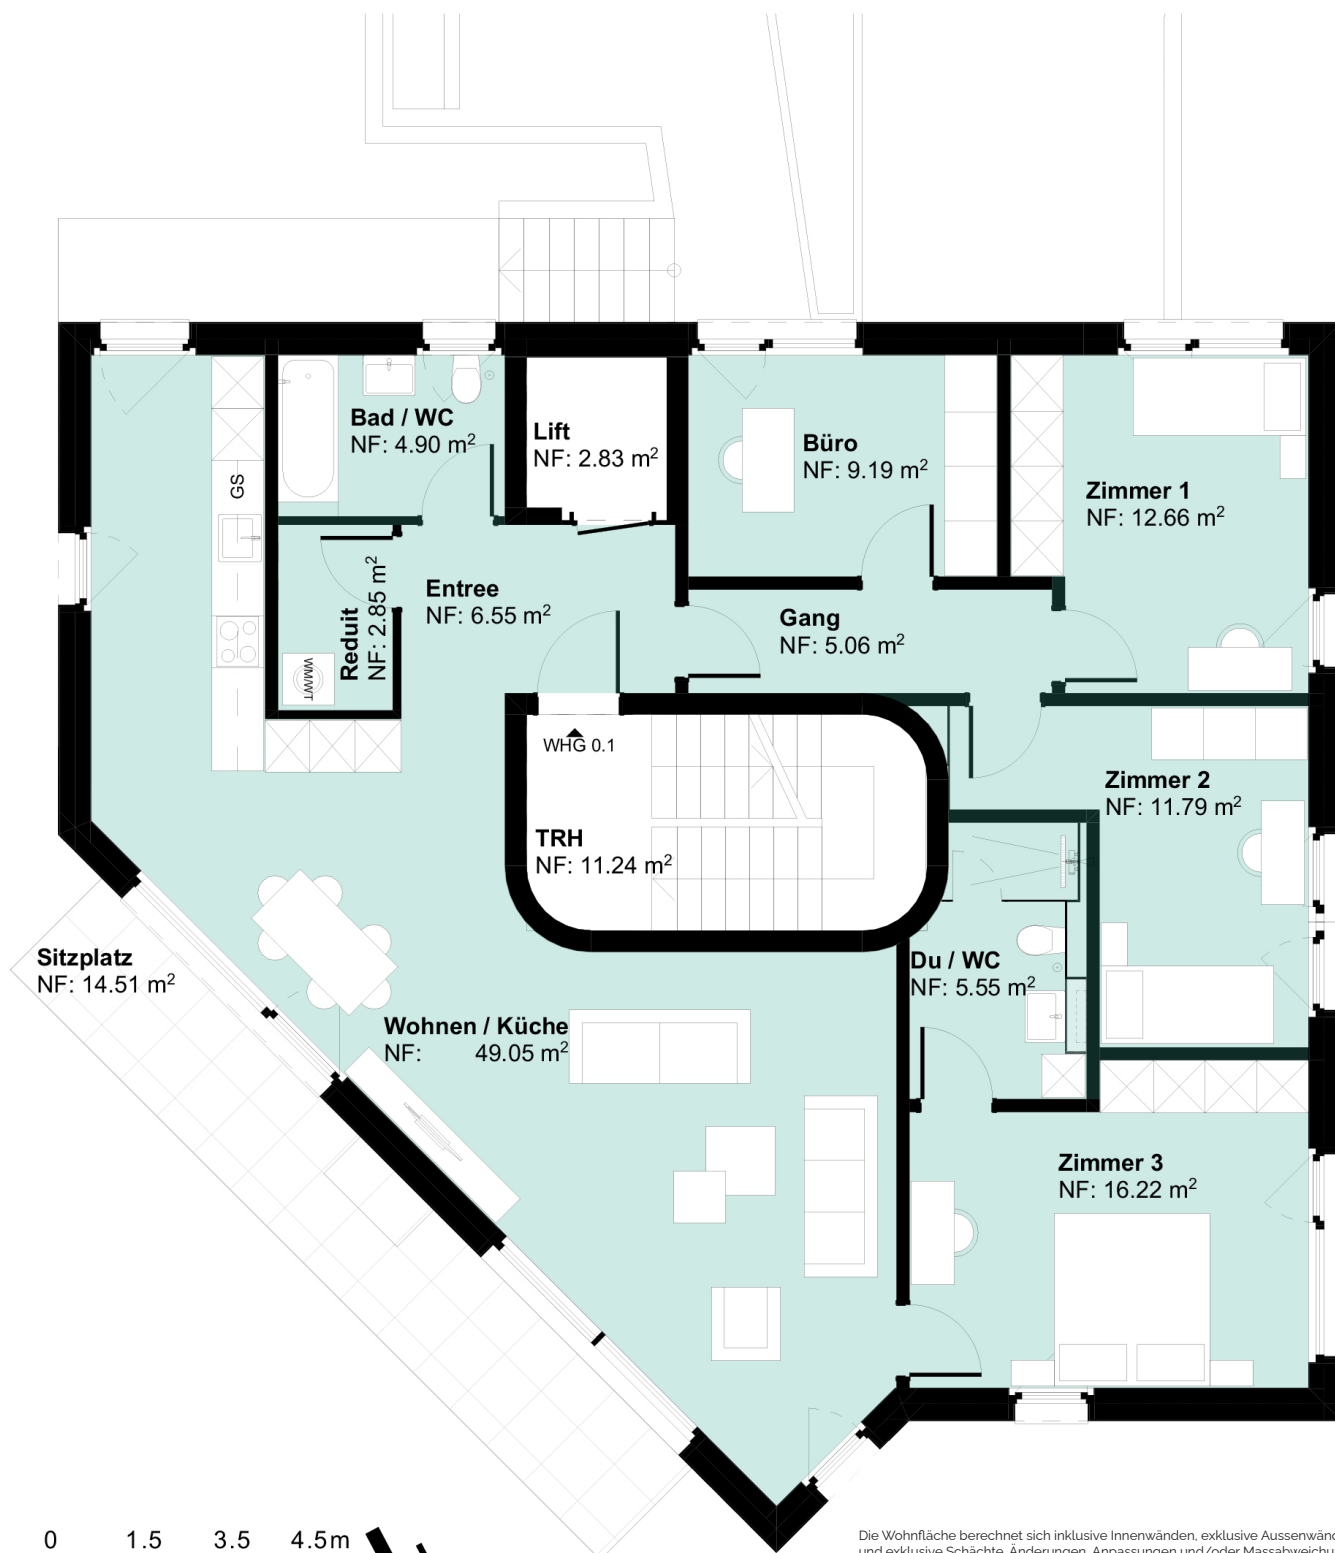 Bad / WC
NF: 4.90 m²
Lift
NF: 2.83 m²
Büro
NF: 9.19 m²
Zimmer 1
NF: 12.66 m²
GS
Entree
NF: 6.55 m²
Reduit
NF: 2.85 m²
WM/WT
Gang
NF: 5.06 m²
WHG 0.1
TRH
NF: 11.24 m²
Zimmer 2
NF: 11.79 m²
Sitzplatz
NF: 14.51 m²
Du / WC
NF: 5.55 m²
Wohnen / Küche
NF: 49.05 m²
Zimmer 3
NF: 16.22 m²
0 1.5 3.5 4.5m
Die Wohnfläche berechnet sich inklusive Innenwänden, exklusive Aussenwänd
und exklusive Schächte. Änderungen, Anpassungen und/oder Massabweichu